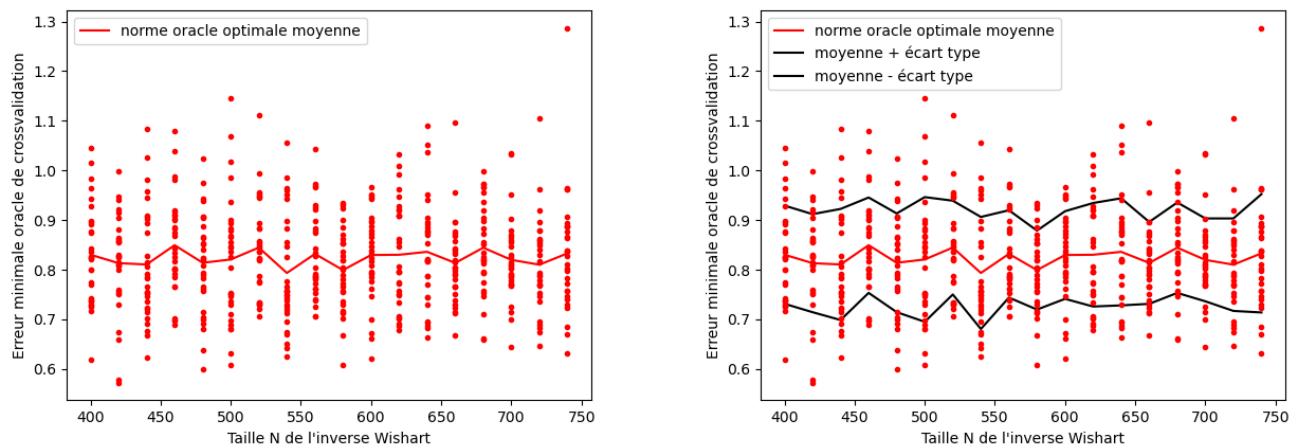 norme oracle optimale moyenne
Erreur minimale oracle de crossvalidation
1.3
1.2
1.1
1.0
0.9
0.8
0.7
0.6
400 450 500 550 600 650 700 750
Taille N de l'inverse Wishart
norme oracle optimale moyenne
moyenne + écart type
moyenne - écart type
Erreur minimale oracle de crossvalidation
1.3
1.2
1.1
1.0
0.9
0.8
0.7
0.6
400 450 500 550 600 650 700 750
Taille N de l'inverse Wishart